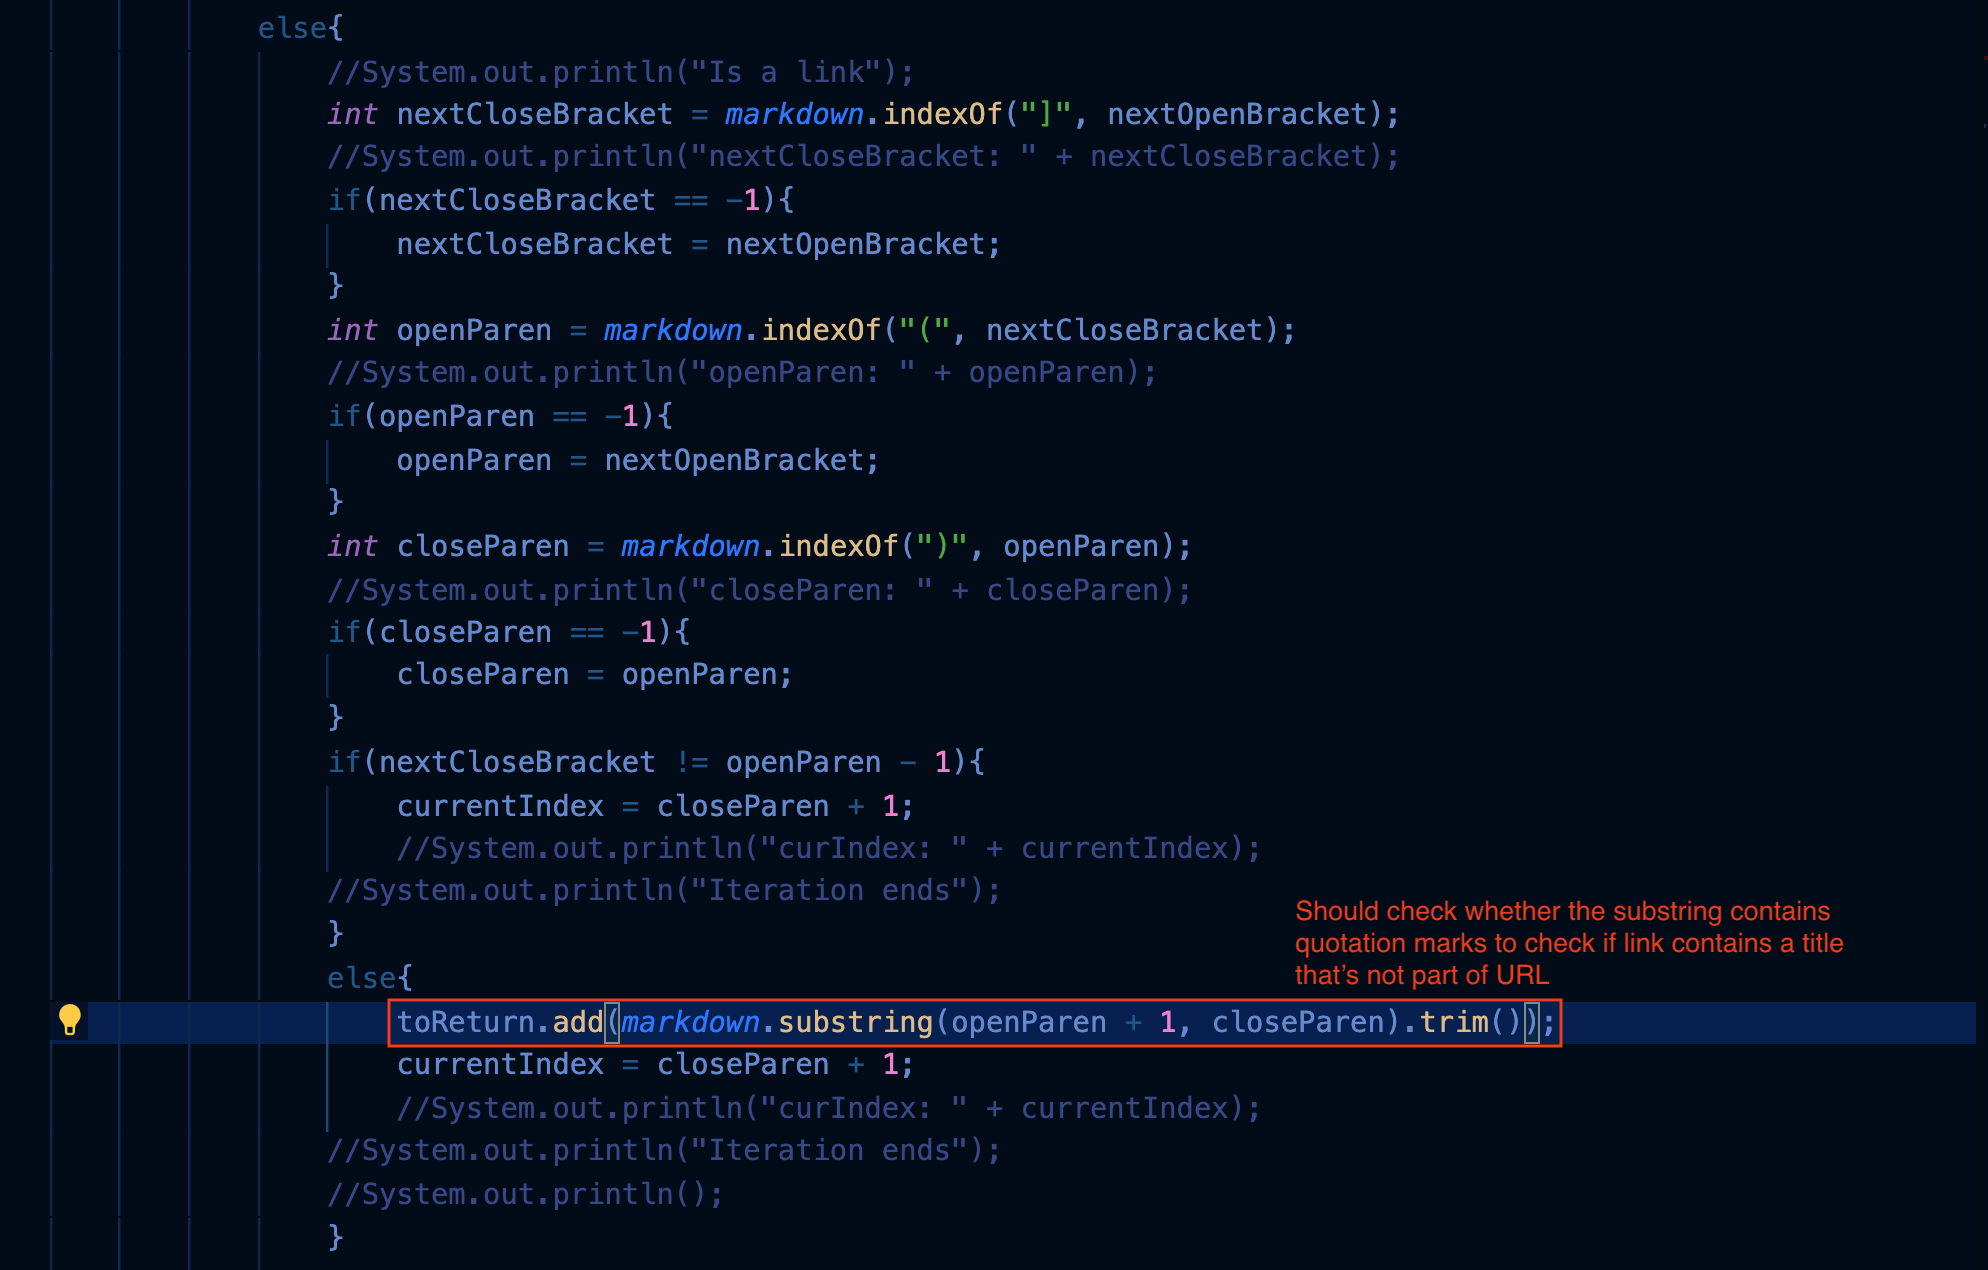 else{
//System.out.println("Is a link");
int nextCloseBracket = markdown.indexOf("]", nextOpenBracket);
//System.out.println("nextCloseBracket: " + nextCloseBracket);
if(nextCloseBracket == -1){
nextCloseBracket = nextOpenBracket;
}
int openParen = markdown.indexOf("(", nextCloseBracket);
//System.out.println("openParen: " + openParen);
if(openParen == -1){
openParen = nextOpenBracket;
}
int closeParen = markdown.indexOf(")", openParen);
//System.out.println("closeParen: " + closeParen);
if(closeParen == -1){
closeParen = openParen;
}
if(nextCloseBracket != openParen - 1){
currentIndex = closeParen + 1;
//System.out.println("curIndex: " + currentIndex);
//System.out.println("Iteration ends");
}
Should check whether the substring contains
quotation marks to check if link contains a title
that's not part of URL
else{
toReturn.add(markdown.substring(openParen + 1, closeParen).trim());
currentIndex = closeParen + 1;
//System.out.println("curIndex: " + currentIndex);
//System.out.println("Iteration ends");
//System.out.println();
}